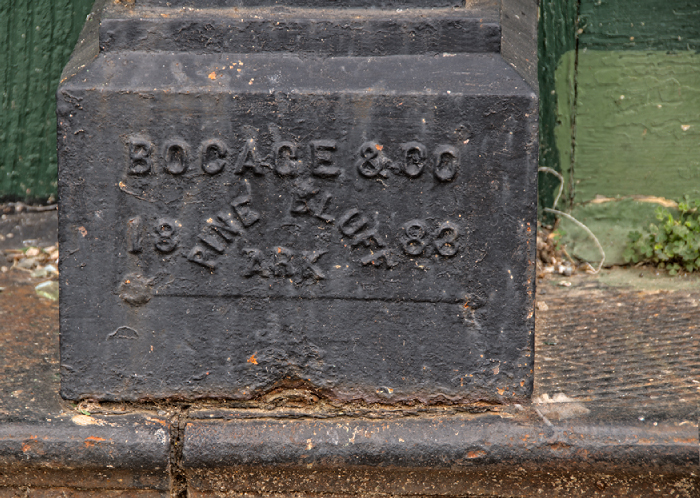 BOCAGE & CO
18 PINE BLUFF 83
ARK